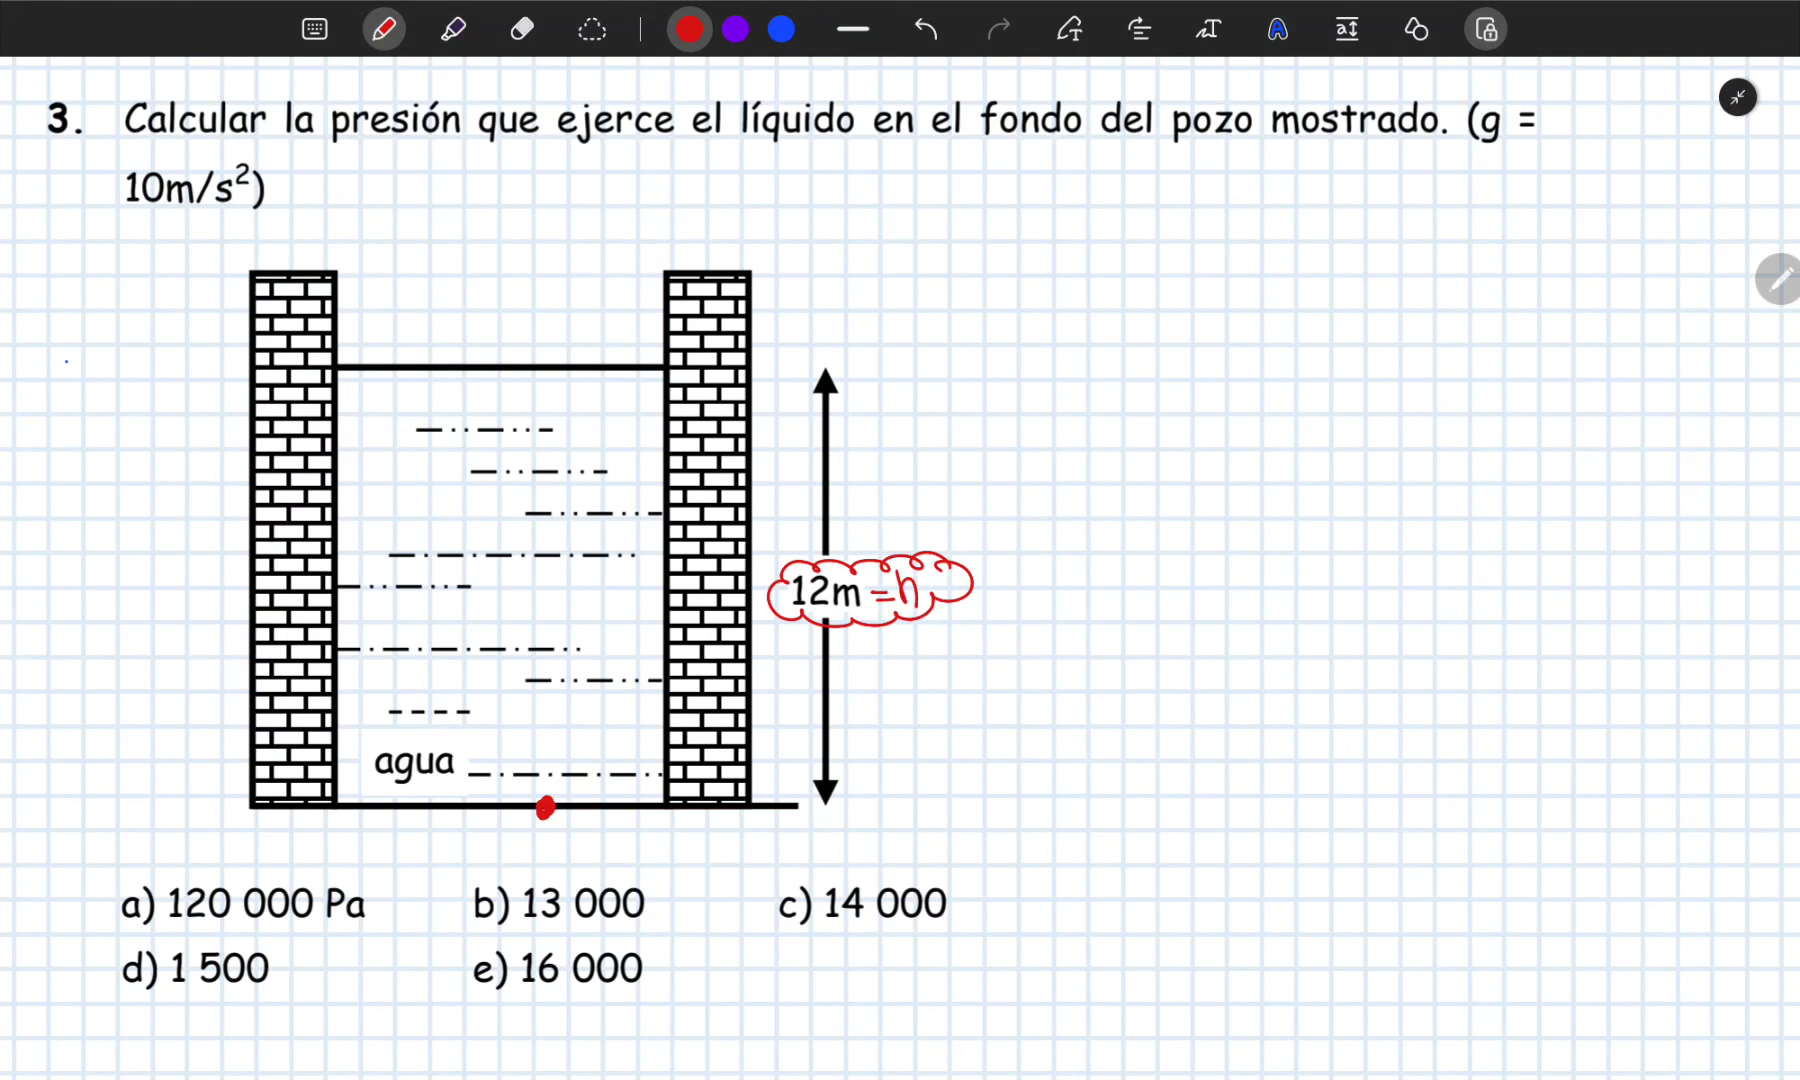 3. Calcular la presión que ejerce el líquido en el fondo del pozo mostrado. (g =
10m/s²)
12m = h
agua
a) 120 000 Pa b) 13 000 c) 14 000
d) 1 500 e) 16 000